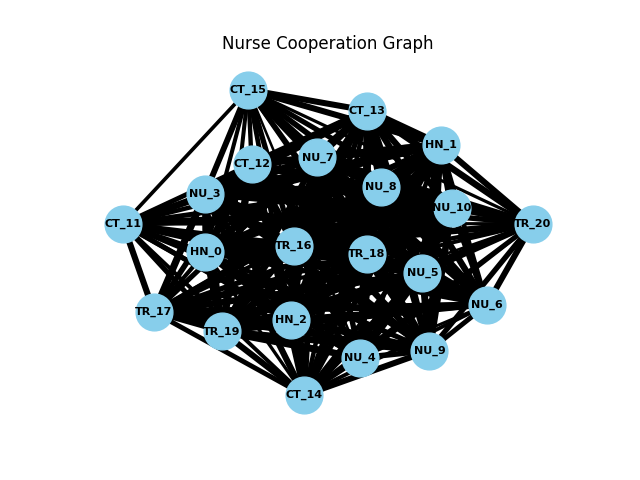 Nurse Cooperation Graph
CT_15
CT_13
HN_1
NU_7
CT_12
NU_8
NU_3
NU_10
CT_11
TR_20
TR_16
HN_0
TR_18
NU_5
NU_6
TR_17
HN_2
TR_19
NU_9
NU_4
CT_14